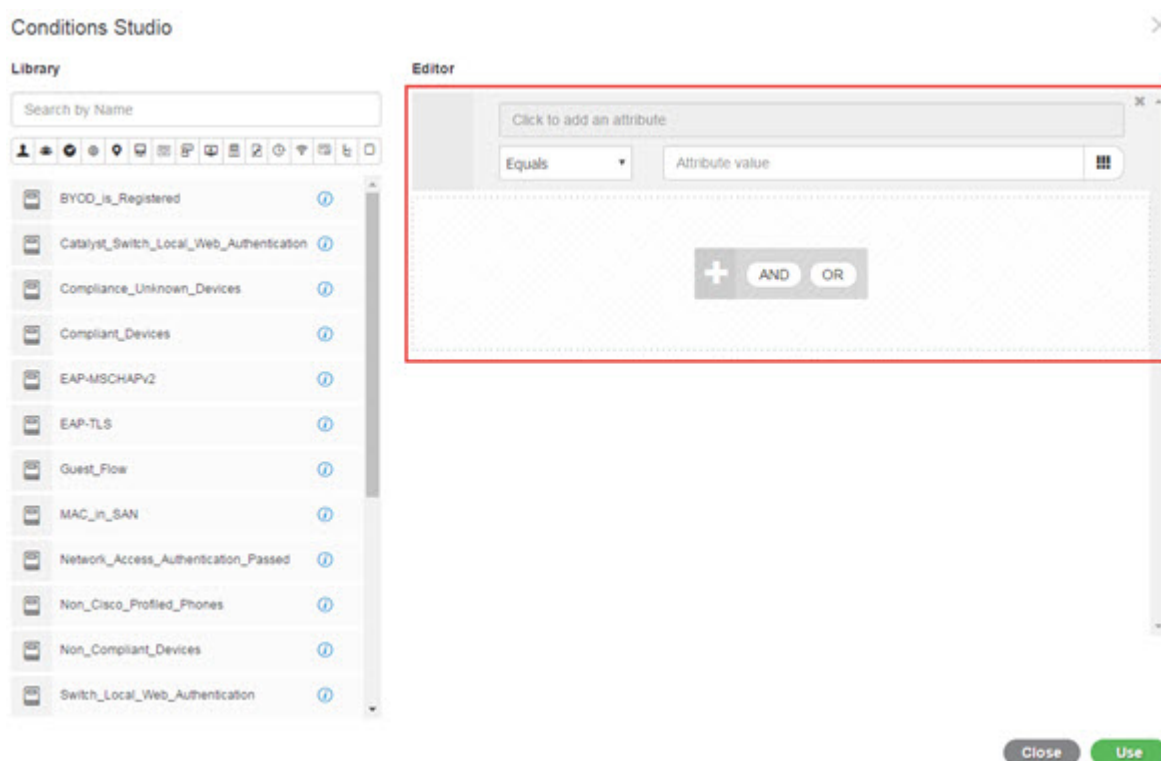 Conditions Studio
Library
Search by Name
BYOD_is_Registered
Catalyst_Switch_Local_Web_Authentication
Compliance_Unknown_Devices
Compliant_Devices
EAP-MSCHAPv2
EAP-TLS
Guest_Flow
MAC_in_SAN
Network_Access_Authentication_Passed
Non_Cisco_Profiled_Phones
Non_Compliant_Devices
Switch_Local_Web_Authentication
Editor
Click to add an attribute
Equals Attribute value
AND OR
Close Use